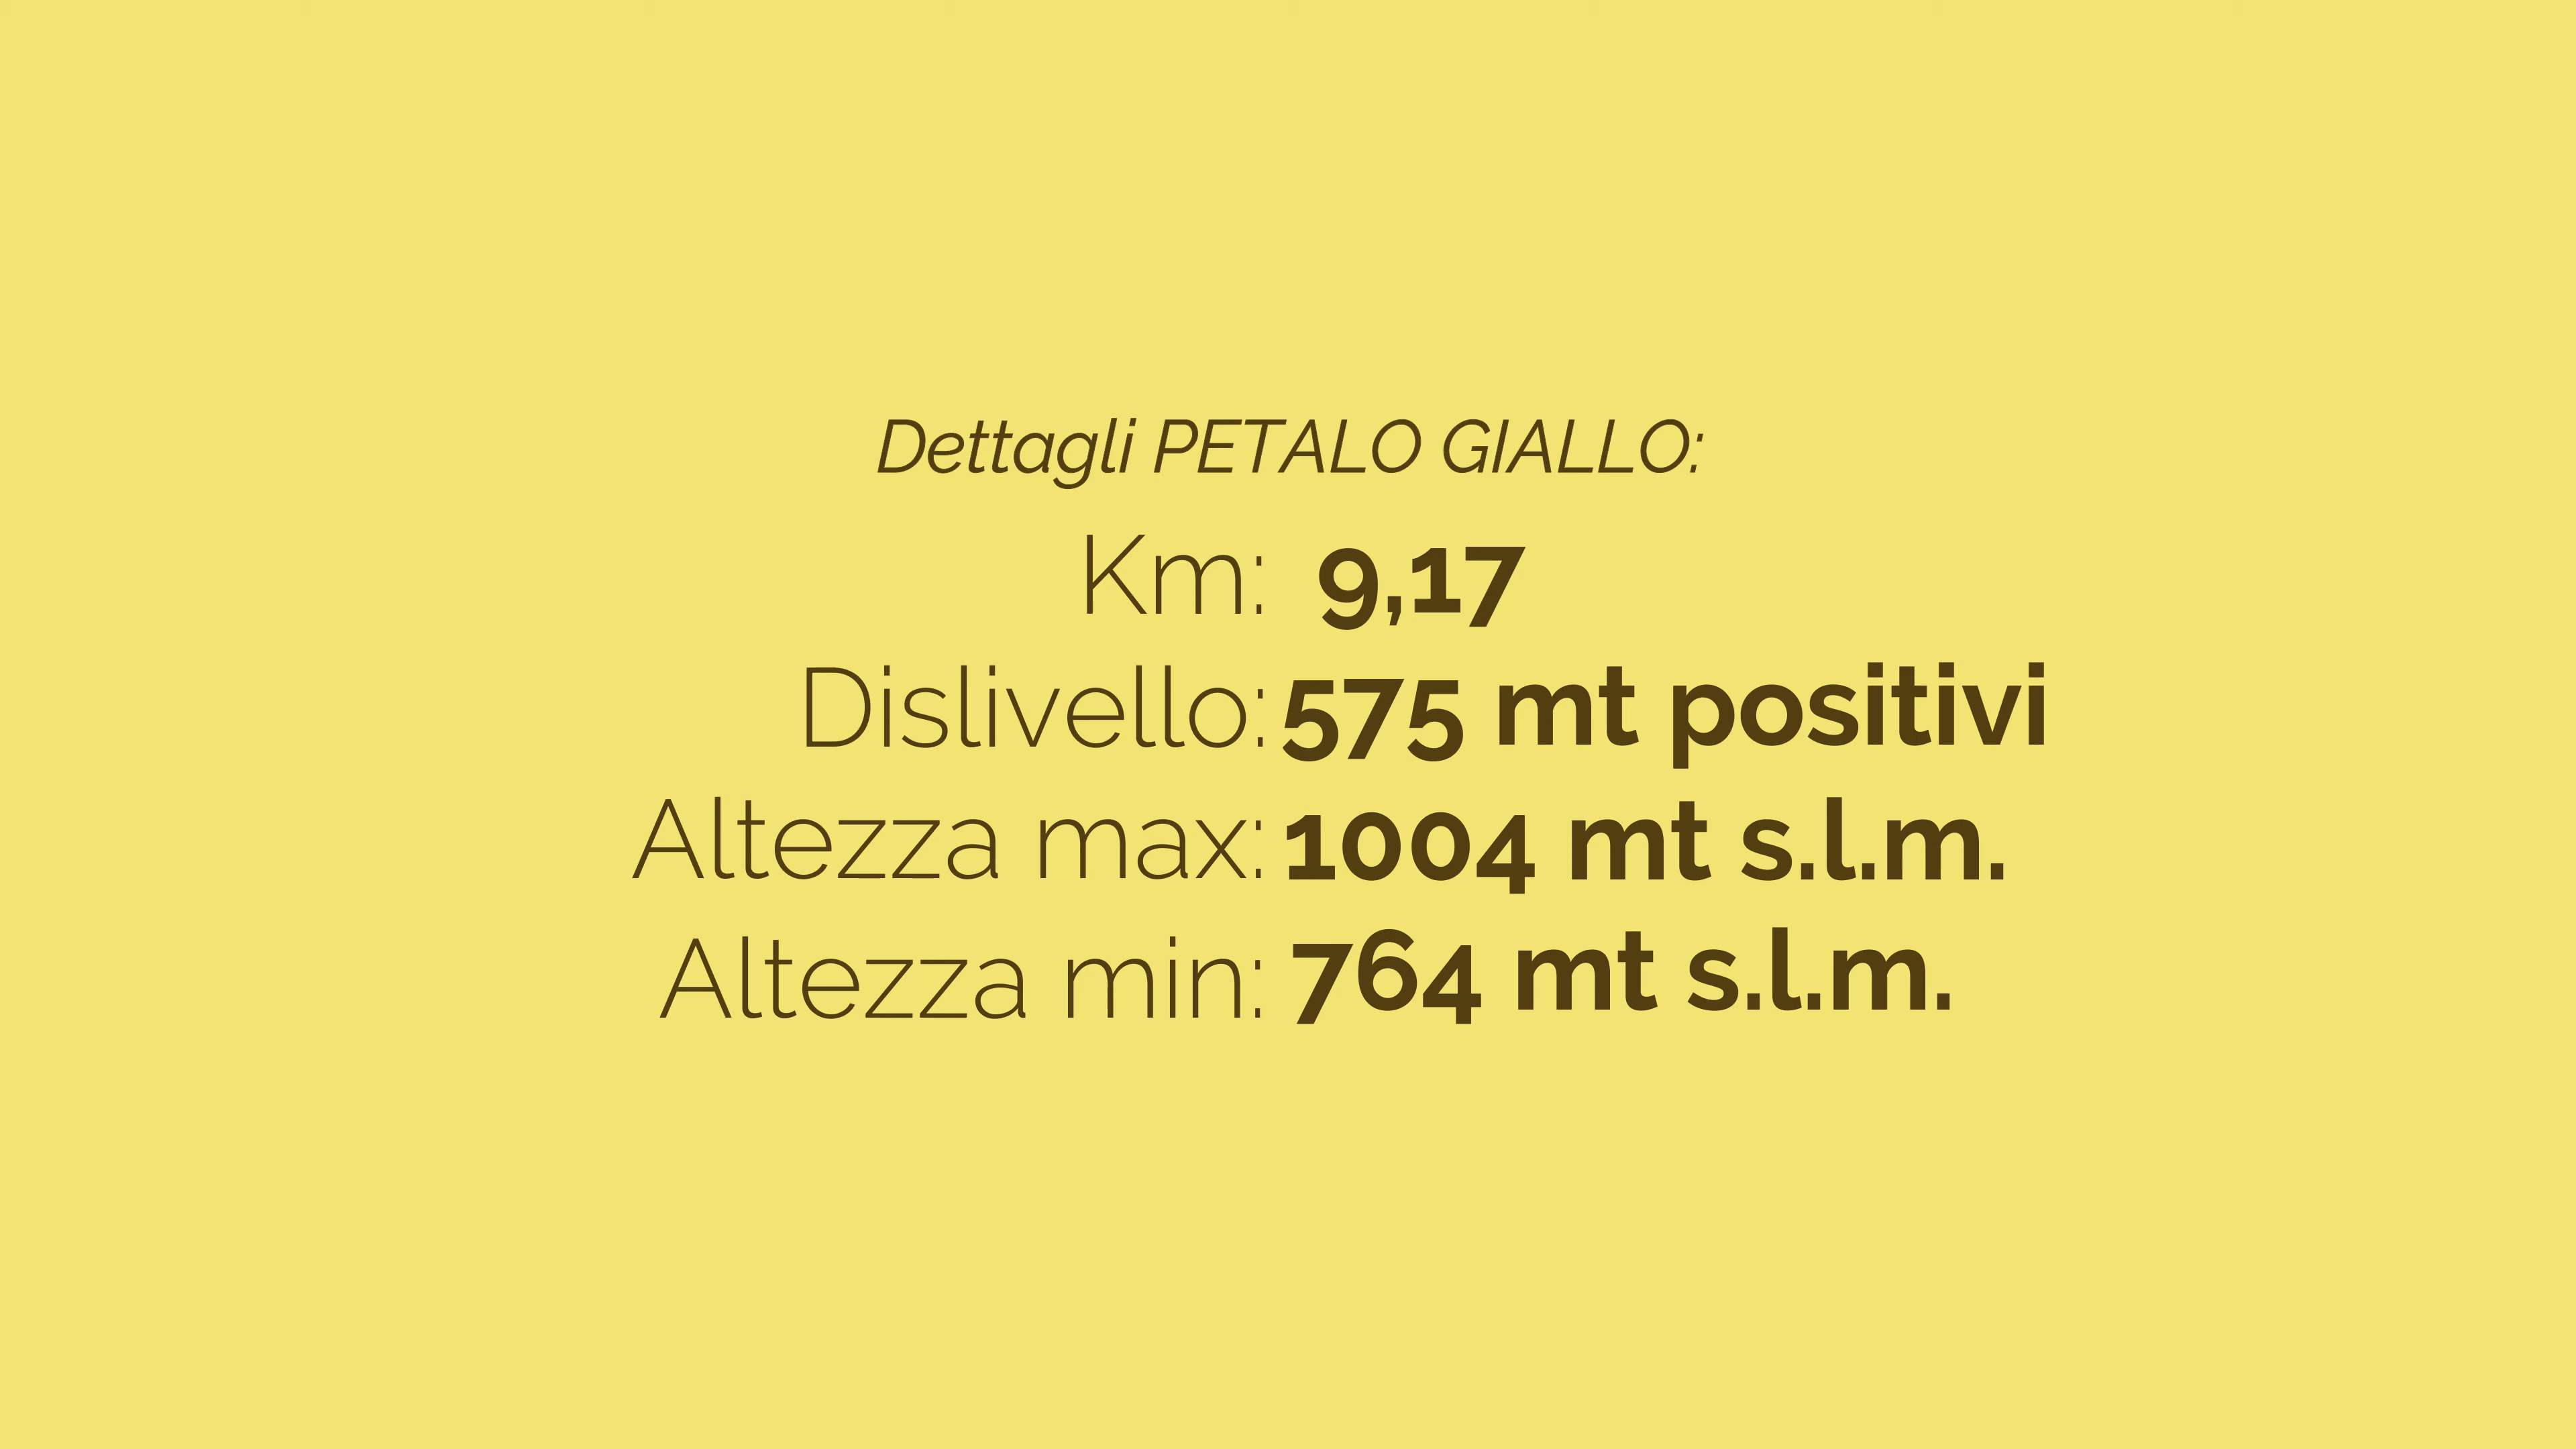 Dettagli PETALO GIALLO:
Km: 9,17
Dislivello: 575 mt positivi
Altezza max: 1004 mt s.l.m.
Altezza min: 764 mt s.l.m.